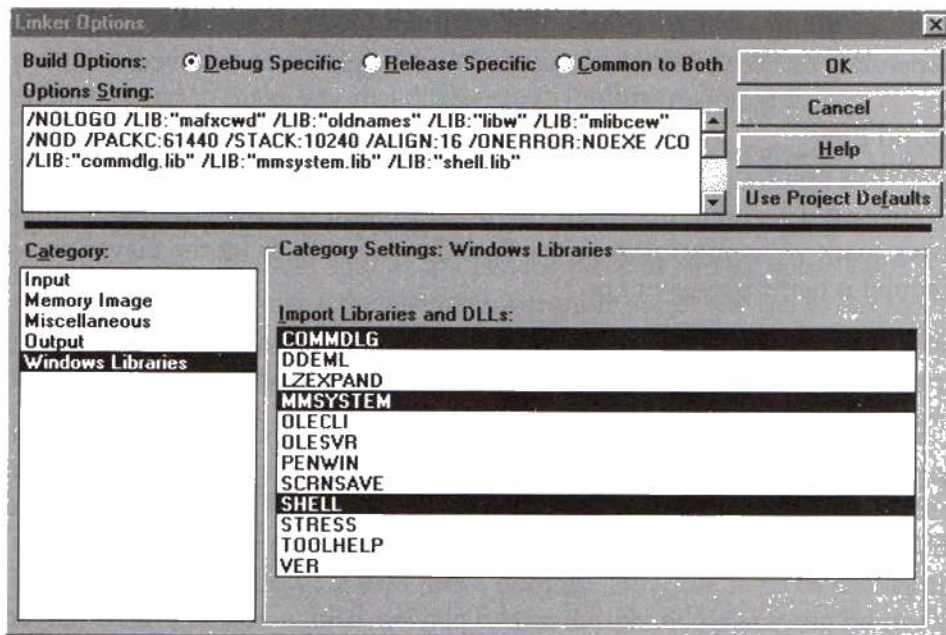 Linker Options
Build Options: Debug Specific Release Specific Common to Both
OK
Options String:
/NOLOGO /LIB:"mafxcwd" /LIB:"oldnames" /LIB:"libw" /LIB:"mlibcew"
/NOD /PACKC:61440 /STACK:10240 /ALIGN:16 /ONERROR:NOEXE /CO
/LIB:"commdlg.lib" /LIB:"mmsystem.lib" /LIB:"shell.lib"
Cancel
Help
Use Project Defaults
Category:
Input
Memory Image
Miscellaneous
Output
Windows Libraries
Category Settings: Windows Libraries
Import Libraries and DLLs:
COMMDLG
DDEML
LZEXPAND
MMSYSTEM
OLECLI
OLESVR
PENWIN
SCRNSAVE
SHELL
STRESS
TOOLHELP
VER